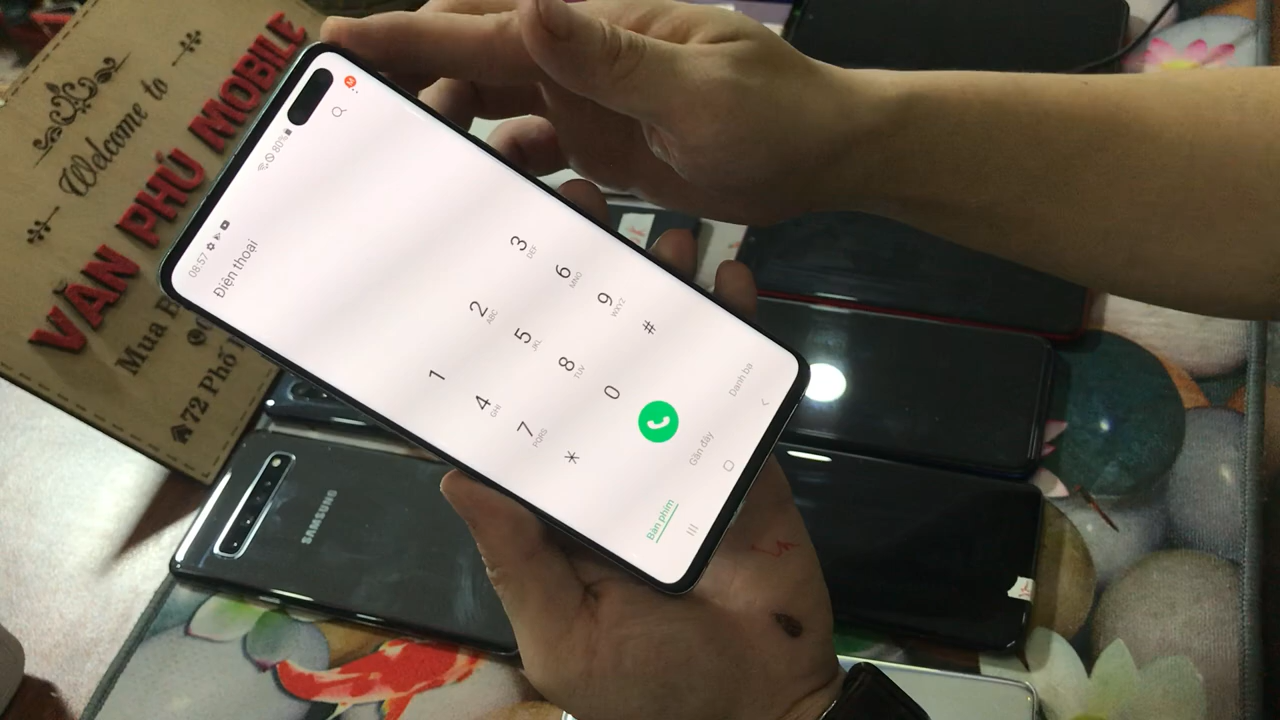 Welcome to
VĂN PHÚ MOBILE
Mua
72 Phố
08:57
80%
Điện thoại
1
2 ABC
3 DEF
4 GHI
5 JKL
6 MNO
7 PQRS
8 TUV
9 WXYZ
*
0
#
Bàn phím
Gần đây
Danh bạ
SAMSUNG